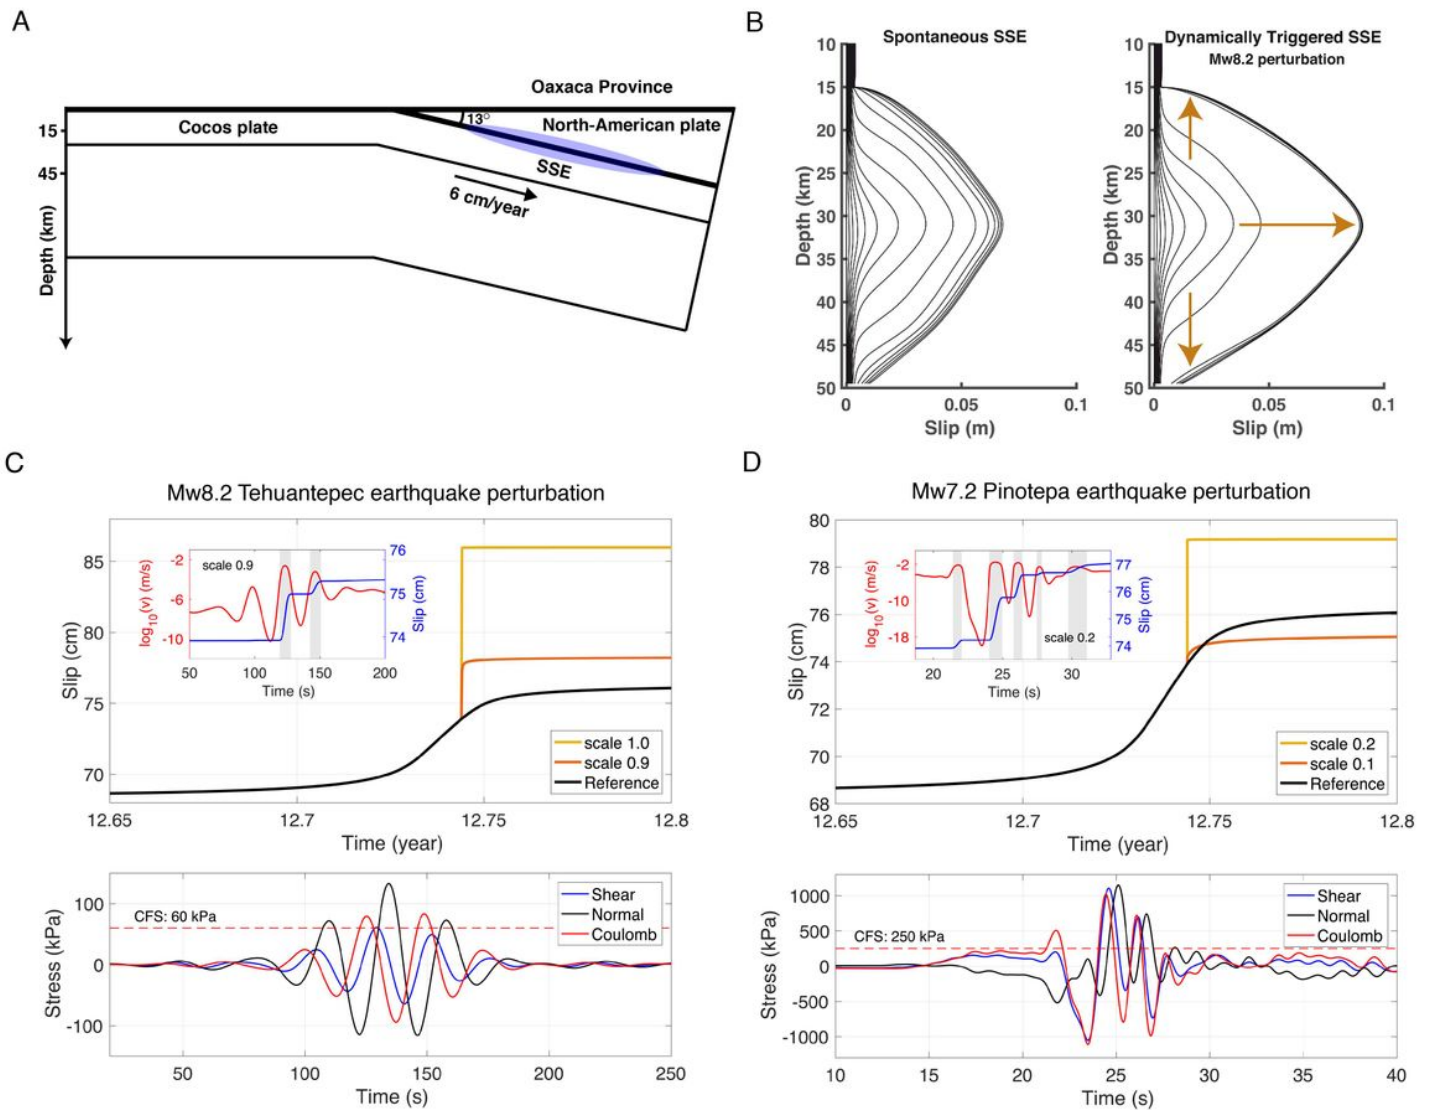 A
Oaxaca Province
Cocos plate
13°
North-American plate
15
45
SSE
6 cm/year
Depth (km)
B
Spontaneous SSE
10
15
20
25
30
35
40
45
50
Depth (km)
0 0.05 0.1
Slip (m)
Dynamically Triggered SSE
Mw8.2 perturbation
10
15
20
25
30
35
40
45
50
Depth (km)
0 0.05 0.1
Slip (m)
C
Mw8.2 Tehuantepec earthquake perturbation
85
80
75
70
Slip (cm)
scale 0.9
-2
-6
-10
log10(v) (m/s)
76
75
74
Slip (cm)
50 100 150 200
Time (s)
scale 1.0
scale 0.9
Reference
12.65 12.7 12.75 12.8
Time (year)
100
0
-100
Stress (kPa)
CFS: 60 kPa
Shear
Normal
Coulomb
50 100 150 200 250
Time (s)
D
Mw7.2 Pinotepa earthquake perturbation
80
78
76
74
72
70
68
Slip (cm)
-2
-10
-18
log10(v) (m/s)
77
76
75
74
Slip (cm)
scale 0.2
20 25 30
Time (s)
scale 0.2
scale 0.1
Reference
12.65 12.7 12.75 12.8
Time (year)
1000
500
0
-500
-1000
Stress (kPa)
CFS: 250 kPa
Shear
Normal
Coulomb
10 15 20 25 30 35 40
Time (s)